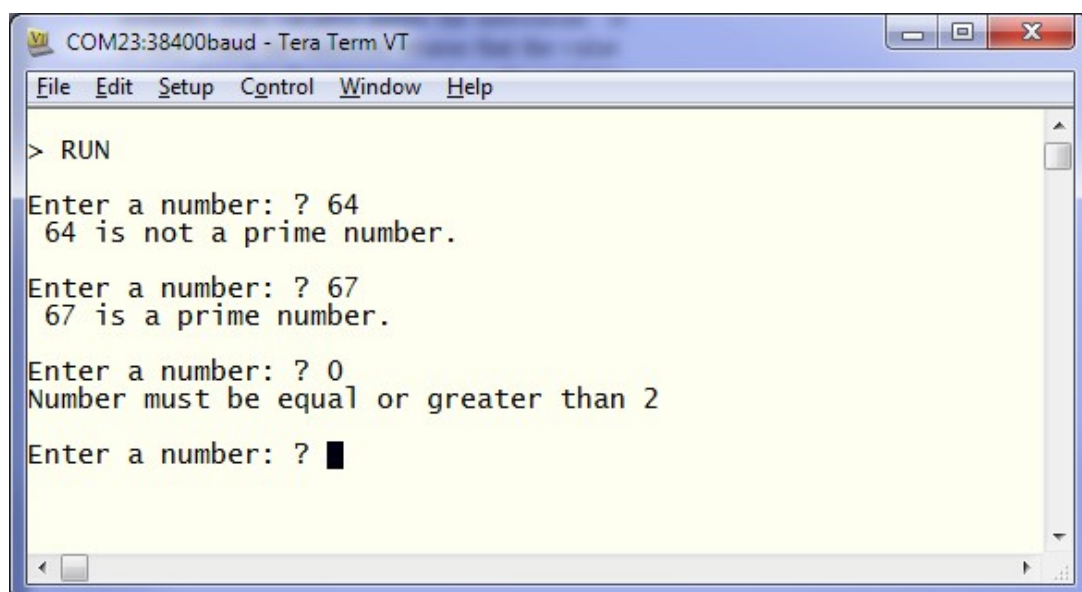 COM23:38400baud - Tera Term VT
File Edit Setup Control Window Help
> RUN
Enter a number: ? 64
64 is not a prime number.
Enter a number: ? 67
67 is a prime number.
Enter a number: ? 0
Number must be equal or greater than 2
Enter a number: ?